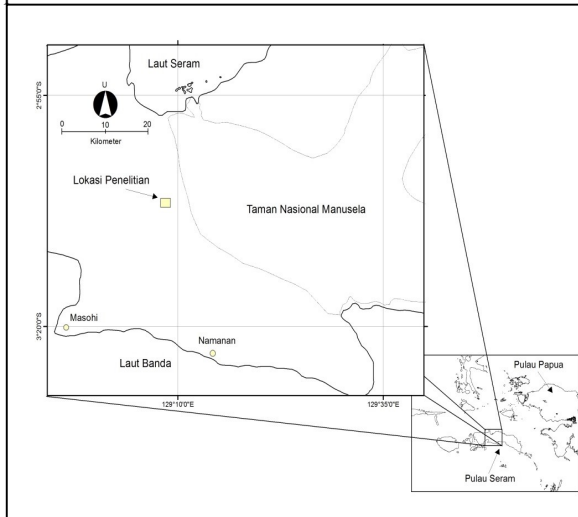 Laut Seram
2°55'0"S
U
0 10 20
Kilometer
Lokasi Penelitian
Taman Nasional Manusela
3°20'0"S
Masohi
Namanan
Laut Banda
129°10'0"E
129°35'0"E
Pulau Papua
Pulau Seram